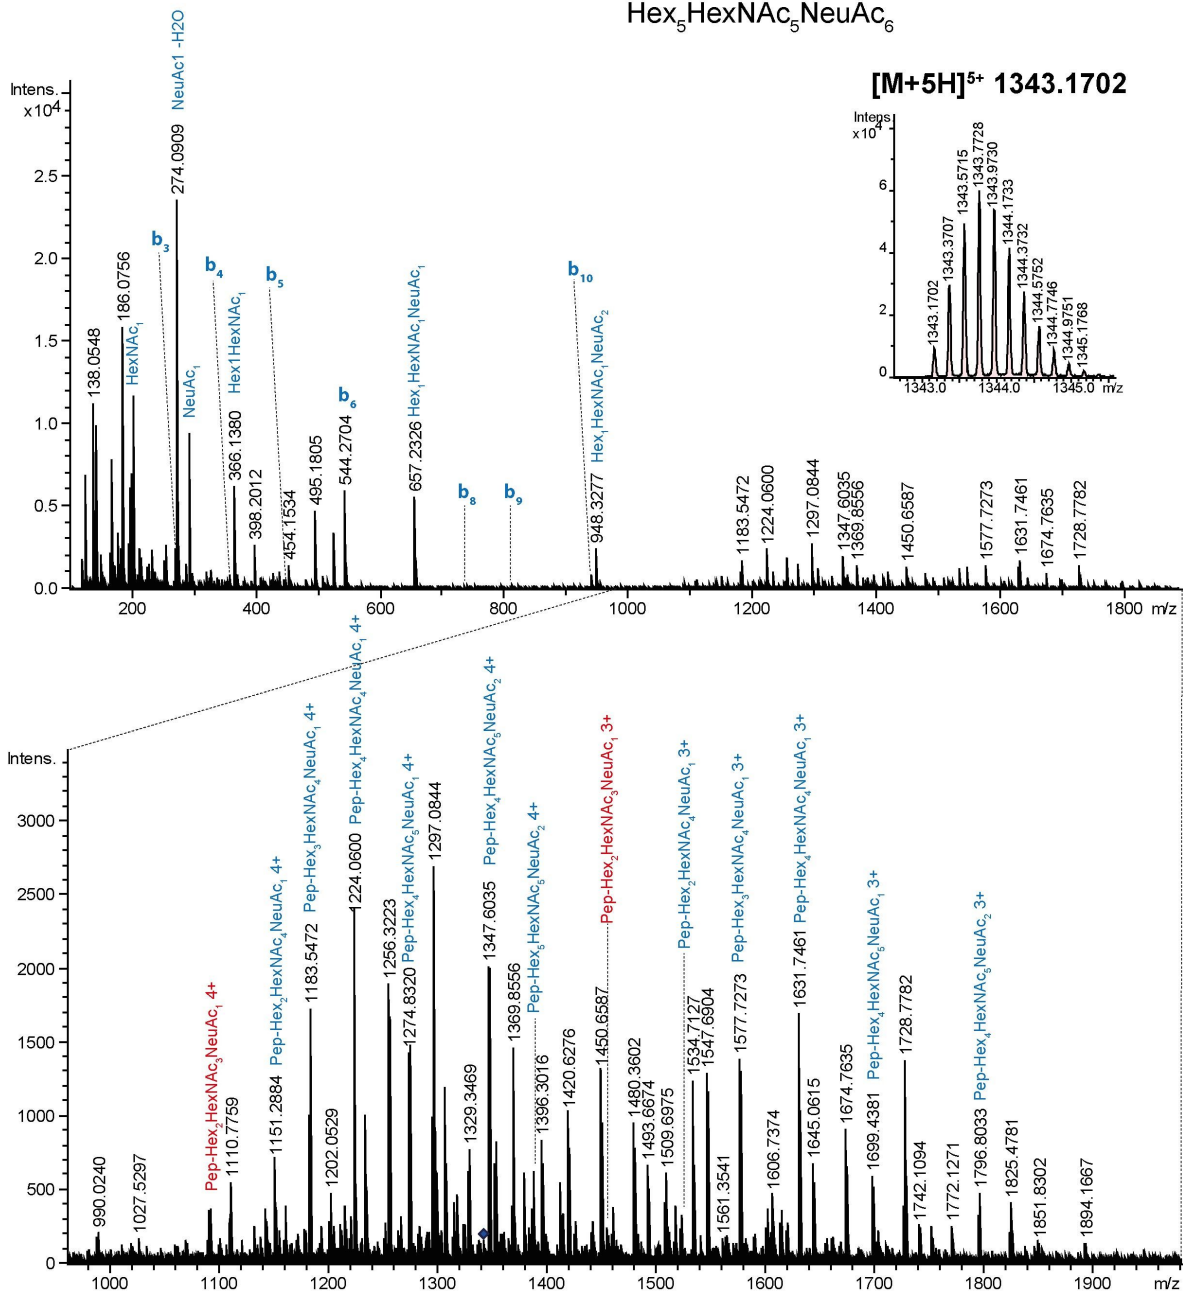 Hex5HexNAc5NeuAc6
[M+5H]5+ 1343.1702
Intens.
x10^4
2.5
2.0
1.5
1.0
0.5
0.0
138.0548
186.0756
HexNAc1
b3
274.0909 NeuAc1 -H2O
NeuAc1
b4
366.1380 Hex1HexNAc1
398.2012
b5
454.1534
495.1805
544.2704
b6
657.2326 Hex1HexNAc1NeuAc1
b8
b9
b10
948.3277 Hex1HexNAc1NeuAc2
1183.5472
1224.0600
1297.0844
1347.6035
1369.8556
1450.6587
1577.7273
1631.7461
1674.7635
1728.7782
200
400
600
800
1000
1200
1400
1600
1800 m/z
Intens.
x10^4
6
4
2
0
1343.1702
1343.3707
1343.5715
1343.7728
1343.9730
1344.1733
1344.3732
1344.5752
1344.7746
1344.9751
1345.1768
1343.0
1344.0
1345.0 m/z
Intens.
3000
2500
2000
1500
1000
500
0
990.0240
1027.5297
Pep-Hex2HexNAc3NeuAc1 4+
1110.7759
1151.2884 Pep-Hex2HexNAc4NeuAc1 4+
1183.5472 Pep-Hex3HexNAc4NeuAc1 4+
1202.0529
1224.0600 Pep-Hex4HexNAc4NeuAc1 4+
1256.3223
1274.8320 Pep-Hex4HexNAc5NeuAc1 4+
1297.0844
1329.3469
1347.6035 Pep-Hex4HexNAc5NeuAc2 4+
1369.8556
Pep-Hex5HexNAc5NeuAc2 4+
1396.3016
1420.6276
1450.6587
Pep-Hex2HexNAc3NeuAc1 3+
1480.3602
1493.6674
1509.6975
Pep-Hex2HexNAc4NeuAc1 3+
1534.7127
1547.6904
1561.3541
1577.7273 Pep-Hex3HexNAc4NeuAc1 3+
1606.7374
1631.7461 Pep-Hex4HexNAc4NeuAc1 3+
1645.0615
1674.7635
1699.4381 Pep-Hex4HexNAc5NeuAc1 3+
1728.7782
1742.1094
1772.1271
1796.8033 Pep-Hex4HexNAc5NeuAc2 3+
1825.4781
1851.8302
1894.1667
1000
1100
1200
1300
1400
1500
1600
1700
1800
1900
m/z